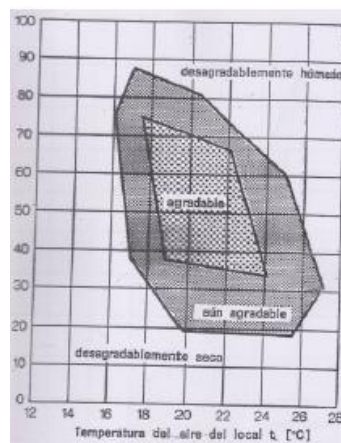 100
90
desagradablemente húmedo
80
70
60
agradable
50
40
30
aún agradable
20
desagradablemente seco
10
0
12 14 16 18 20 22 24 26 28
Temperatura del aire del local t [°C]